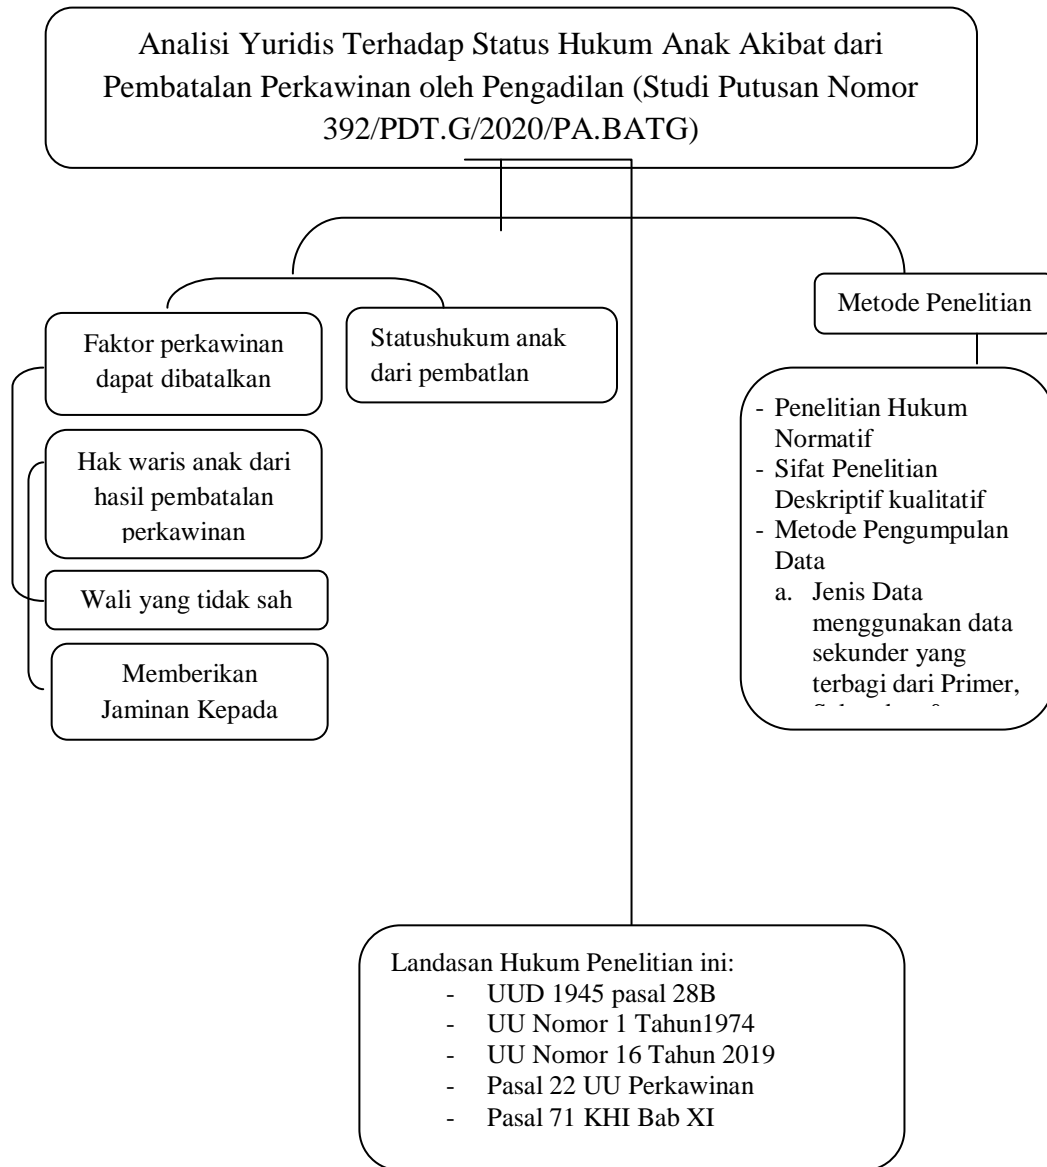 Analisi Yuridis Terhadap Status Hukum Anak Akibat dari
Pembatalan Perkawinan oleh Pengadilan (Studi Putusan Nomor
392/PDT.G/2020/PA.BATG)
Faktor perkawinan
dapat dibatalkan
Statushukum anak
dari pembatlan
Metode Penelitian
Hak waris anak dari
hasil pembatalan
perkawinan
Wali yang tidak sah
Memberikan
Jaminan Kepada
- Penelitian Hukum
Normatif
- Sifat Penelitian
Deskriptif kualitatif
- Metode Pengumpulan
Data
a. Jenis Data
menggunakan data
sekunder yang
terbagi dari Primer,
Landasan Hukum Penelitian ini:
- UUD 1945 pasal 28B
- UU Nomor 1 Tahun1974
- UU Nomor 16 Tahun 2019
- Pasal 22 UU Perkawinan
- Pasal 71 KHI Bab XI